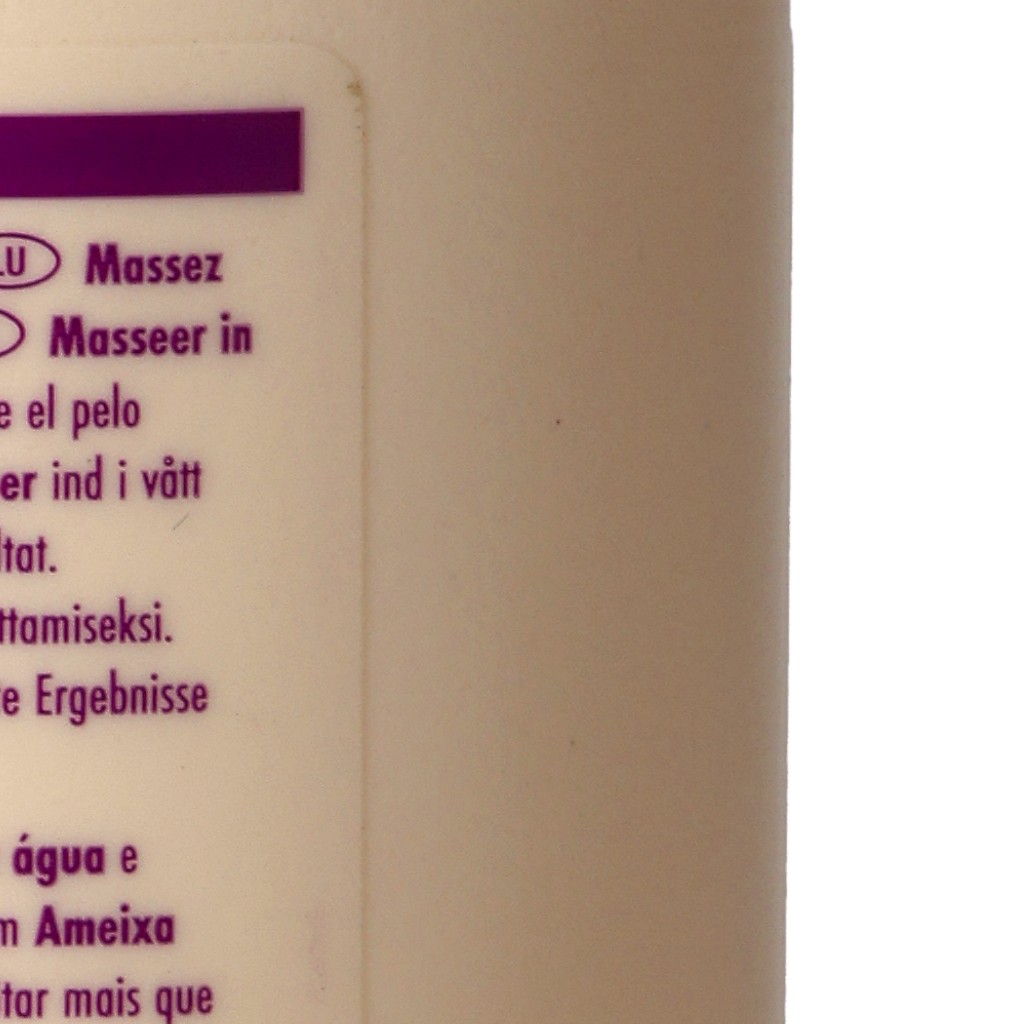 LU Massez
Masseer in
e el pelo
er ind i vått
ltat.
ttamiseksi.
e Ergebnisse
água e
m Ameixa
tar mais que